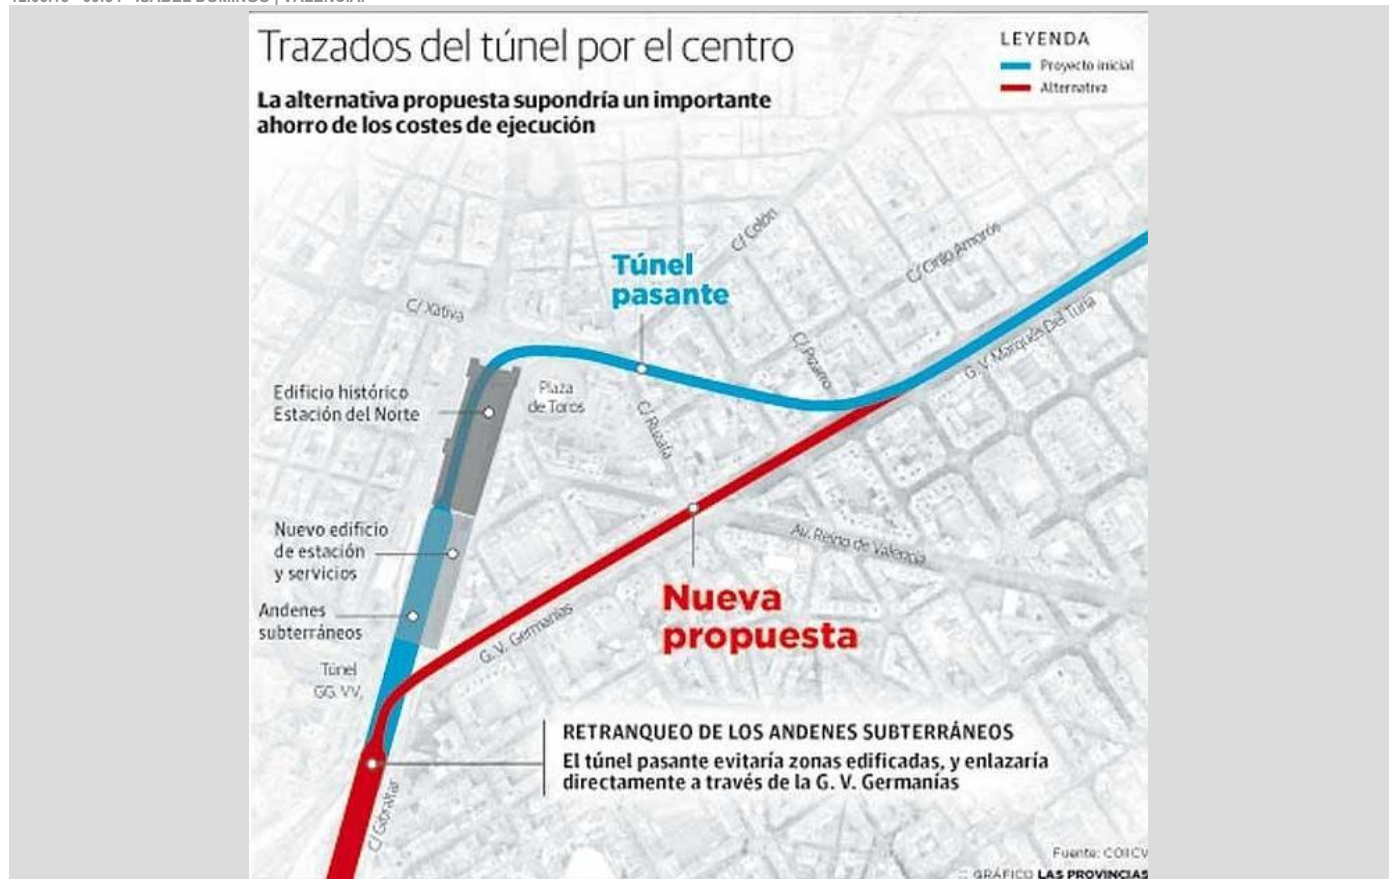 Trazados del túnel por el centro
La alternativa propuesta supondría un importante
ahorro de los costes de ejecución
LEYENDA
Proyecto inicial
Alternativa
C/ Colón
C/ Cirilo Amorós
Túnel
pasante
C/ Xàtiva
C/ Pizarro
G. V. Marqués Del Turia
Edificio histórico
Estación del Norte
Plaza
de Toros
C/ Ruzafa
Nuevo edificio
de estación
y servicios
Av. Reino de Valencia
Andenes
subterráneos
Nueva
propuesta
G. V. Germanías
Túnel
GG. VV.
RETRANQUEO DE LOS ANDENES SUBTERRÁNEOS
El túnel pasante evitaría zonas edificadas, y enlazaría
directamente a través de la G. V. Germanías
C/ Gibraltar
Fuente: COIICV
GRÁFICO LAS PROVINCIAS